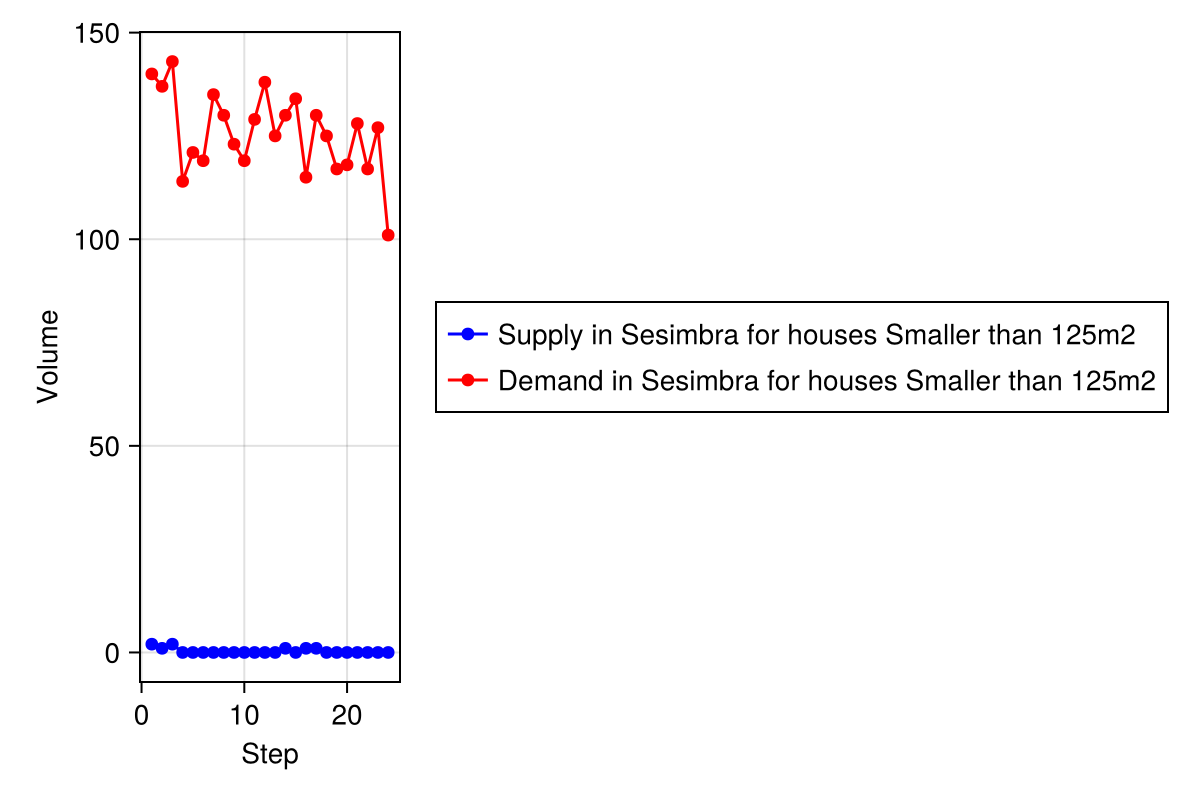 150
100
50
0
Volume
0 10 20
Step
Supply in Sesimbra for houses Smaller than 125m2
Demand in Sesimbra for houses Smaller than 125m2